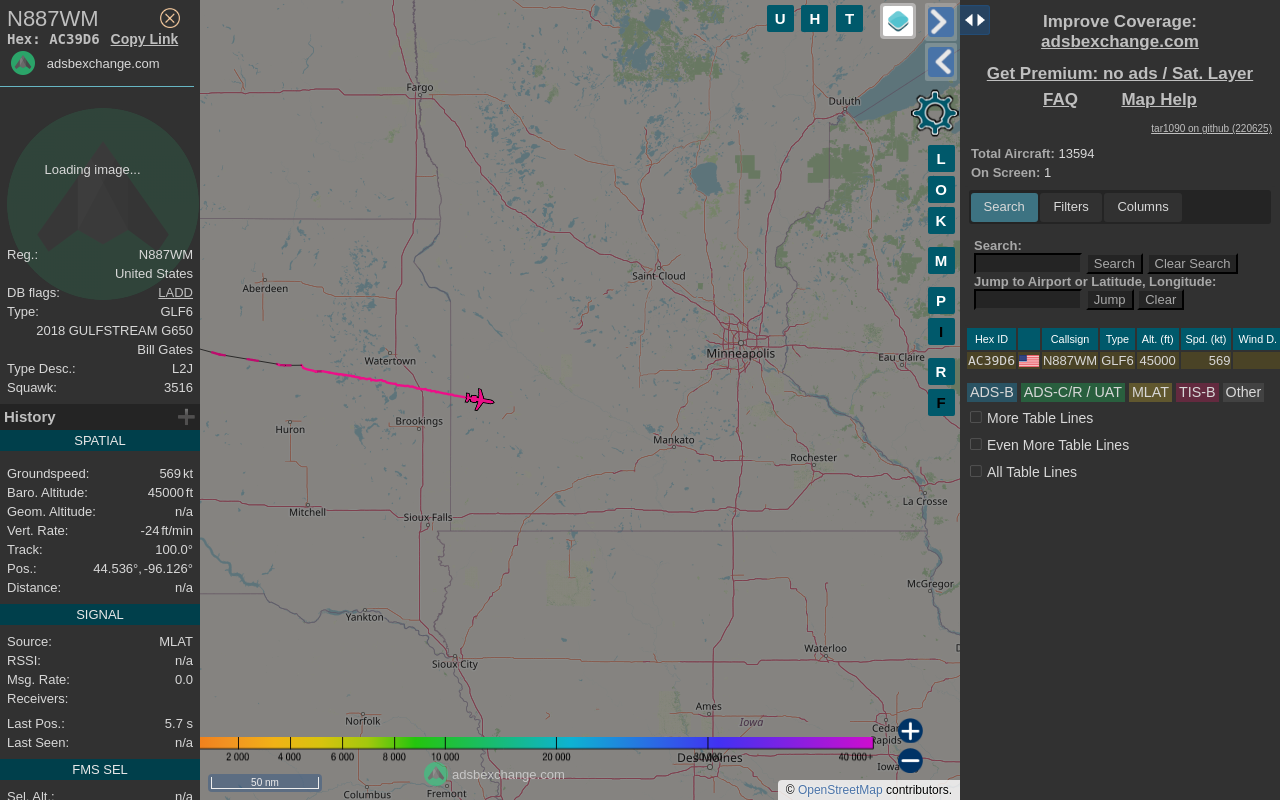 N887WM
Hex: AC39D6 Copy Link
adsbexchange.com
Loading image...
Reg.: N887WM
United States
DB flags: LADD
Type: GLF6
2018 GULFSTREAM G650
Bill Gates
Type Desc.: L2J
Squawk: 3516
History
SPATIAL
Groundspeed: 569 kt
Baro. Altitude: 45000 ft
Geom. Altitude: n/a
Vert. Rate: -24 ft/min
Track: 100.0°
Pos.: 44.536°, -96.126°
Distance: n/a
SIGNAL
Source: MLAT
RSSI: n/a
Msg. Rate: 0.0
Receivers:
Last Pos.: 5.7 s
Last Seen: n/a
FMS SEL
Sel. Alt.: n/a
U H T
L
O
K
M
P
I
R
F
Fargo
Duluth
Saint Cloud
Aberdeen
Minneapolis
Eau Claire
Watertown
Brookings
Huron
Mankato
Rochester
La Crosse
Mitchell
Sioux Falls
McGregor
Yankton
Waterloo
Sioux City
Ames
Norfolk
Iowa
Cedar
Rapids
Des Moines
Iowa
Columbus
Fremont
2 000 4 000 6 000 8 000 10 000 20 000 30 000 40 000+
50 nm
adsbexchange.com
© OpenStreetMap contributors.
Improve Coverage:
adsbexchange.com
Get Premium: no ads / Sat. Layer
FAQ Map Help
tar1090 on github (220625)
Total Aircraft: 13594
On Screen: 1
Search Filters Columns
Search:
Search Clear Search
Jump to Airport or Latitude, Longitude:
Jump Clear
Hex ID Callsign Type Alt. (ft) Spd. (kt) Wind D.
AC39D6 N887WM GLF6 45000 569
ADS-B ADS-C/R / UAT MLAT TIS-B Other
More Table Lines
Even More Table Lines
All Table Lines